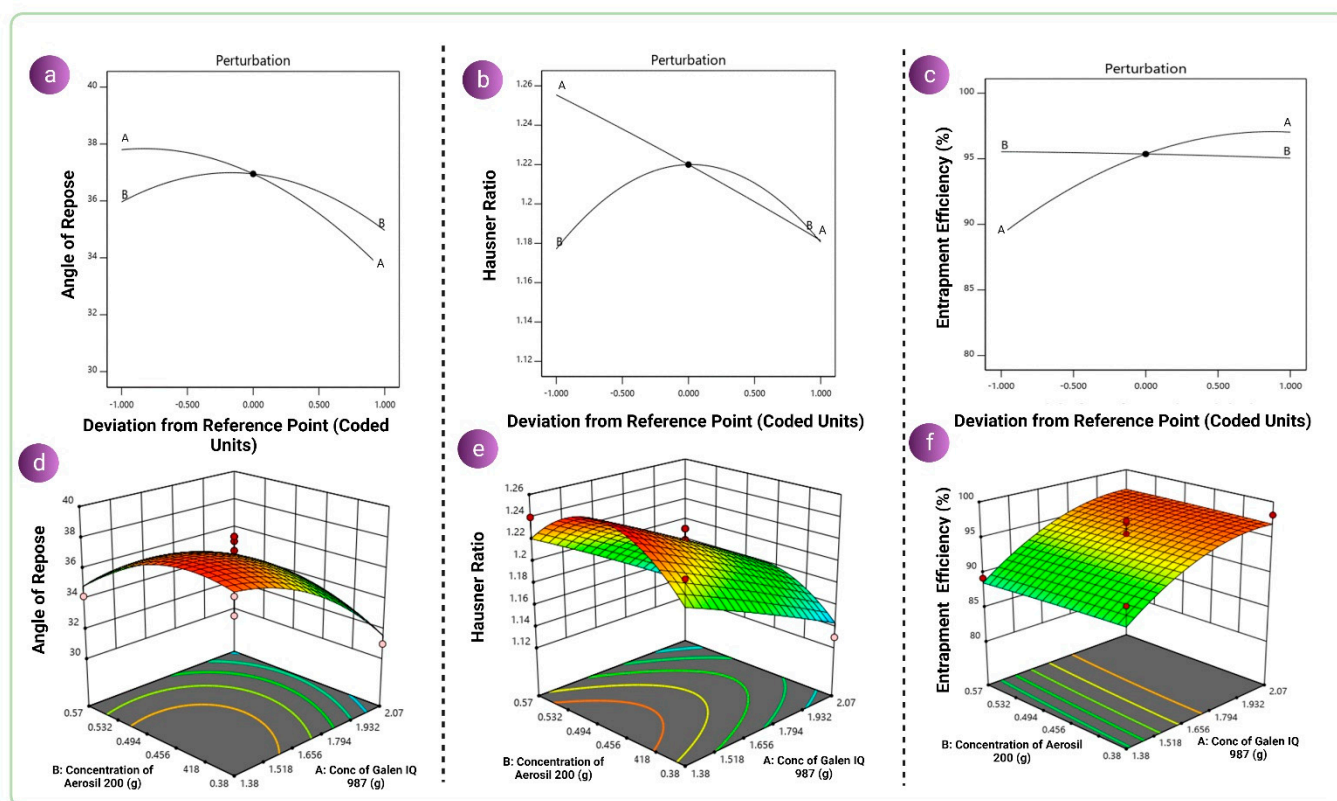 a
Perturbation
40
38
36
34
32
30
A
B
B
A
Angle of Repose
-1.000
-0.500
0.000
0.500
1.000
Deviation from Reference Point (Coded
Units)
b
Perturbation
1.26
1.24
1.22
1.2
1.18
1.16
1.14
1.12
A
B
B
A
Hausner Ratio
-1.000
-0.500
0.000
0.500
1.000
Deviation from Reference Point (Coded Units)
c
Perturbation
100
95
90
85
80
B
A
A
B
Entrapment Efficiency (%)
-1.000
-0.500
0.000
0.500
1.000
Deviation from Reference Point (Coded Units)
d
40
38
36
34
32
30
Angle of Repose
0.57
0.532
0.494
0.456
418
0.38
1.38
1.518
1.656
1.794
1.932
2.07
B: Concentration of
Aerosil 200 (g)
A: Conc of Galen IQ
987 (g)
e
1.26
1.24
1.22
1.2
1.18
1.16
1.14
1.12
Hausner Ratio
0.57
0.532
0.494
0.456
418
0.38
1.38
1.518
1.656
1.794
1.932
2.07
B: Concentration of
Aerosil 200 (g)
A: Conc of Galen IQ
987 (g)
f
100
95
90
85
80
Entrapment Efficiency (%)
0.57
0.532
0.494
0.456
0.418
0.38
1.38
1.518
1.656
1.794
1.932
2.07
B: Concentration of Aerosil
200 (g)
A: Conc of Galen IQ
987 (g)